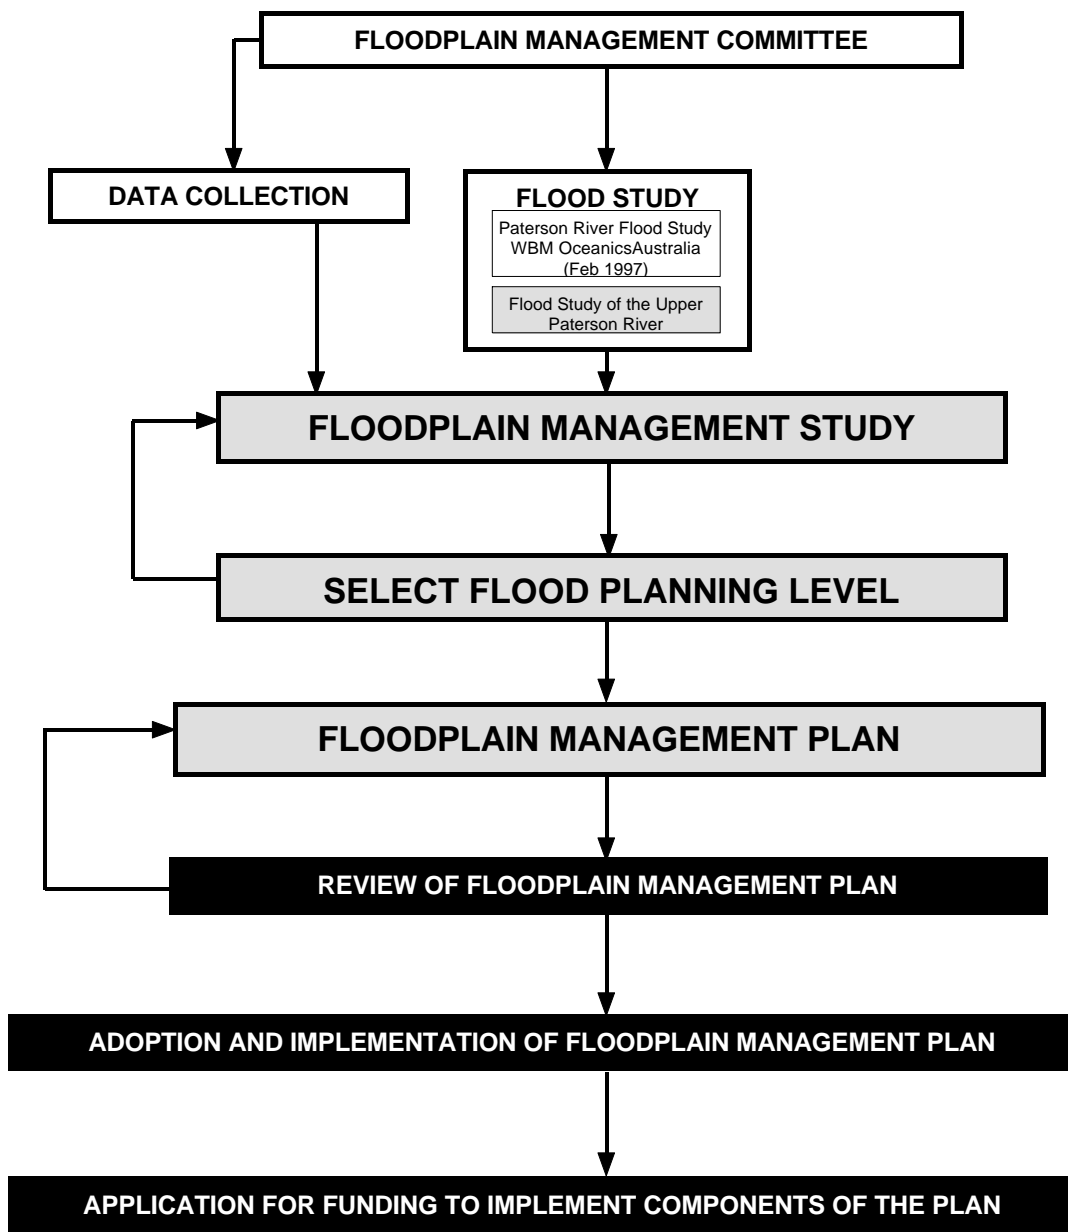 FLOODPLAIN MANAGEMENT COMMITTEE
DATA COLLECTION
FLOOD STUDY
Paterson River Flood Study
WBM OceanicsAustralia
(Feb 1997)
Flood Study of the Upper
Paterson River
FLOODPLAIN MANAGEMENT STUDY
SELECT FLOOD PLANNING LEVEL
FLOODPLAIN MANAGEMENT PLAN
REVIEW OF FLOODPLAIN MANAGEMENT PLAN
ADOPTION AND IMPLEMENTATION OF FLOODPLAIN MANAGEMENT PLAN
APPLICATION FOR FUNDING TO IMPLEMENT COMPONENTS OF THE PLAN